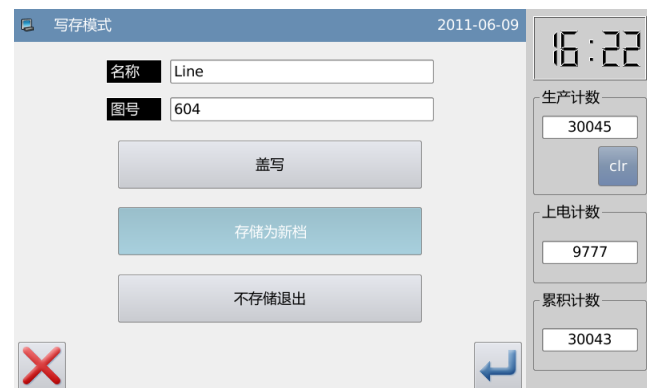 写存模式 2011-06-09
16:22
名称 Line
图号 604
盖写
存储为新档
不存储退出
生产计数
30045
clr
上电计数
9777
累积计数
30043